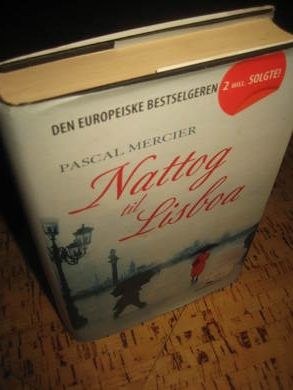 DEN EUROPEISKE BESTSELGEREN
2 MILL. SOLGTE!
PASCAL MERCIER
Nattog
til
Lisboa